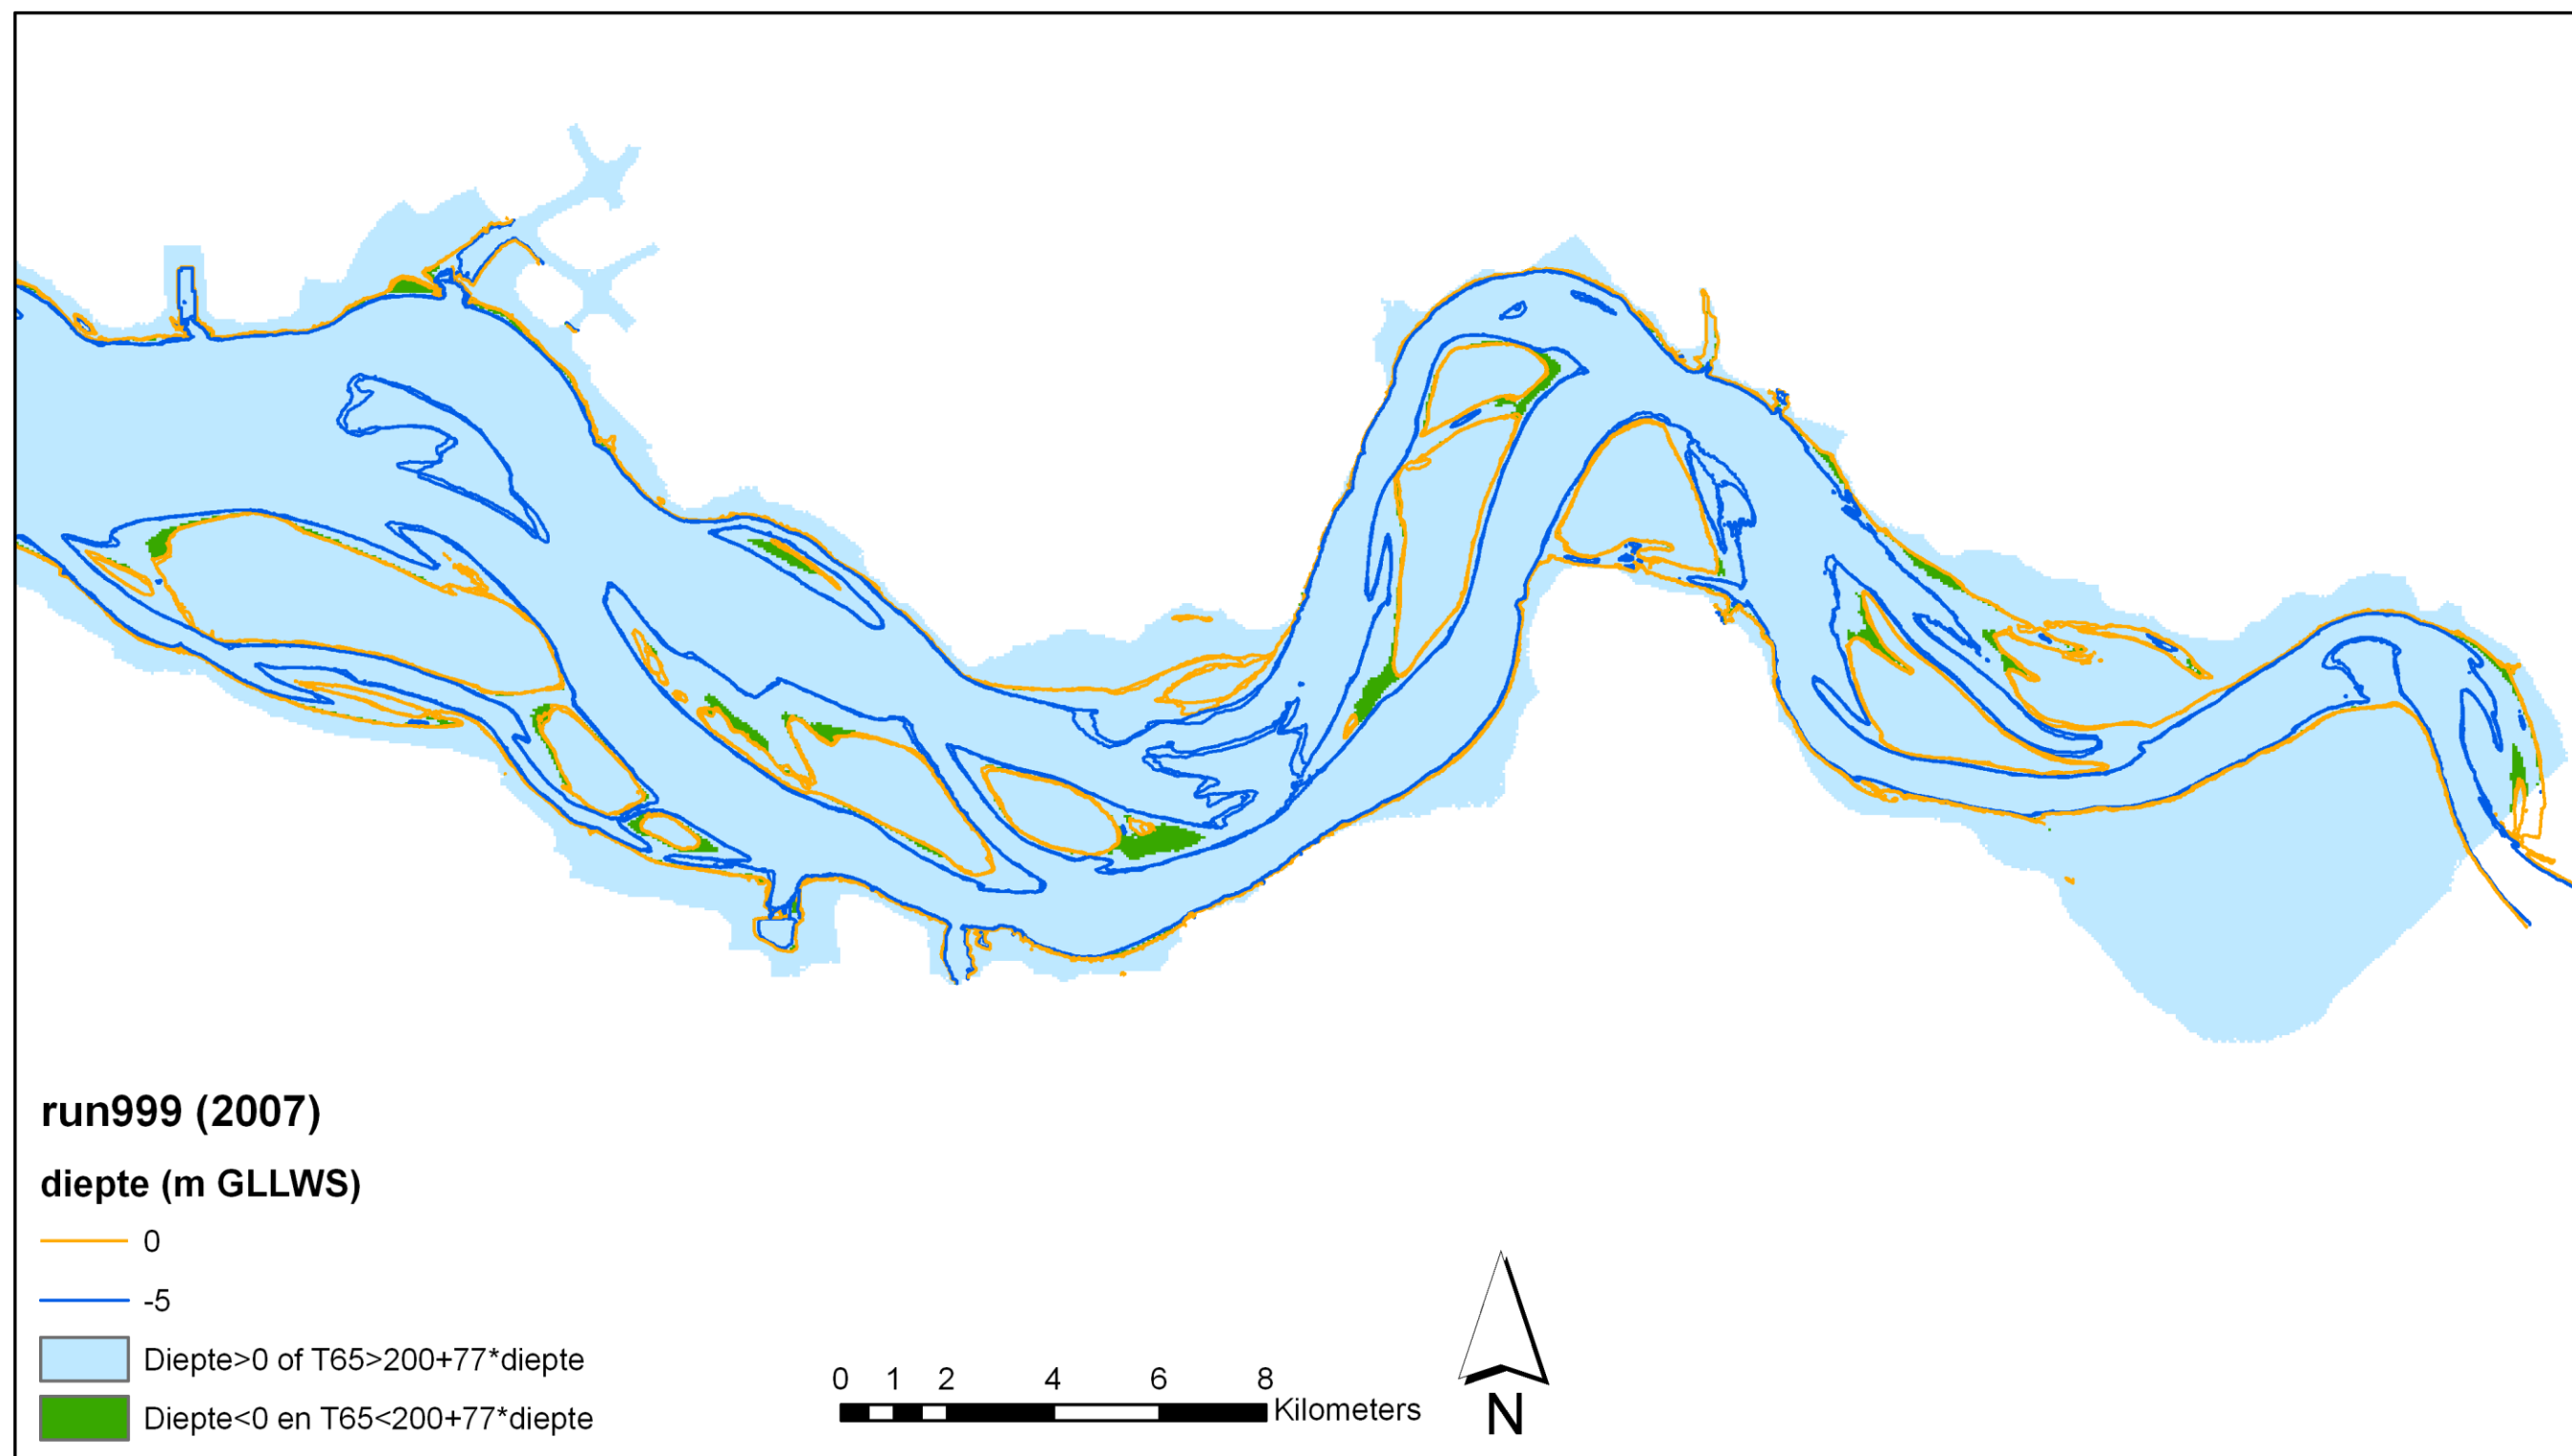 run999 (2007)
diepte (m GLLWS)
0
-5
Diepte>0 of T65>200+77*diepte
Diepte<0 en T65<200+77*diepte
0 1 2 4 6 8
Kilometers
N